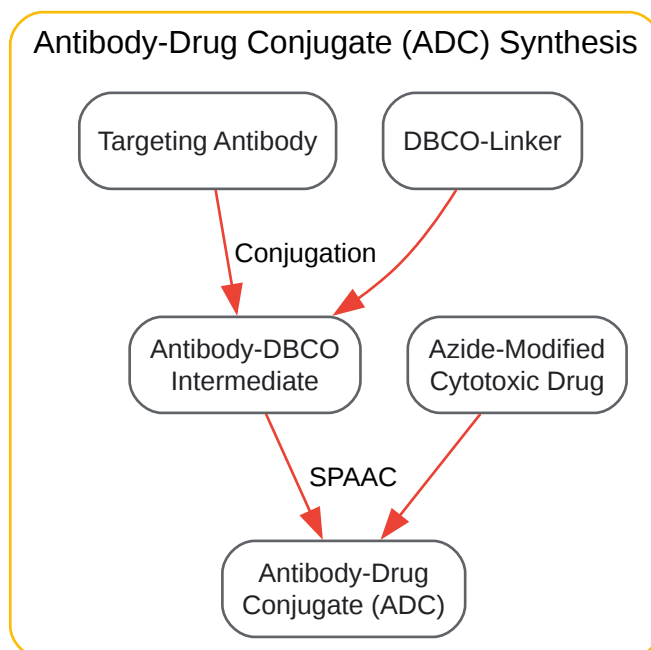 Antibody-Drug Conjugate (ADC) Synthesis
Targeting Antibody
DBCO-Linker
Conjugation
Antibody-DBCO
Intermediate
Azide-Modified
Cytotoxic Drug
SPAAC
Antibody-Drug
Conjugate (ADC)